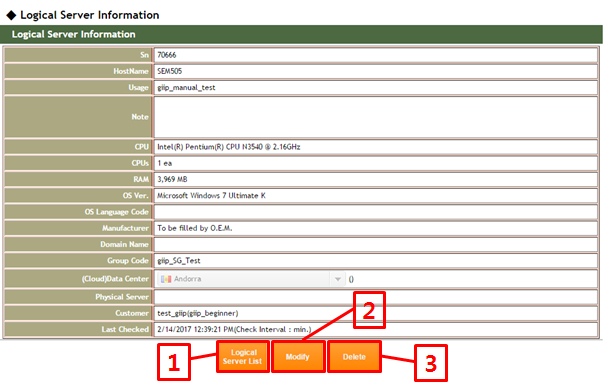 ◆ Logical Server Information
Logical Server Information
Sn 70666
HostName SEM505
Usage giip_manual_test
Note
CPU Intel(R) Pentium(R) CPU N3540 @ 2.16GHz
CPUs 1 ea
RAM 3,969 MB
OS Ver. Microsoft Windows 7 Ultimate K
OS Language Code
Manufacturer To be filled by O.E.M.
Domain Name
Group Code giip_SG_Test
(Cloud)Data Center Andorra ()
Physical Server
Customer test_giip(giip_beginner)
Last Checked 2/14/2017 12:39:21 PM(Check Interval : min.)
2
1 Logical Server List Modify Delete 3